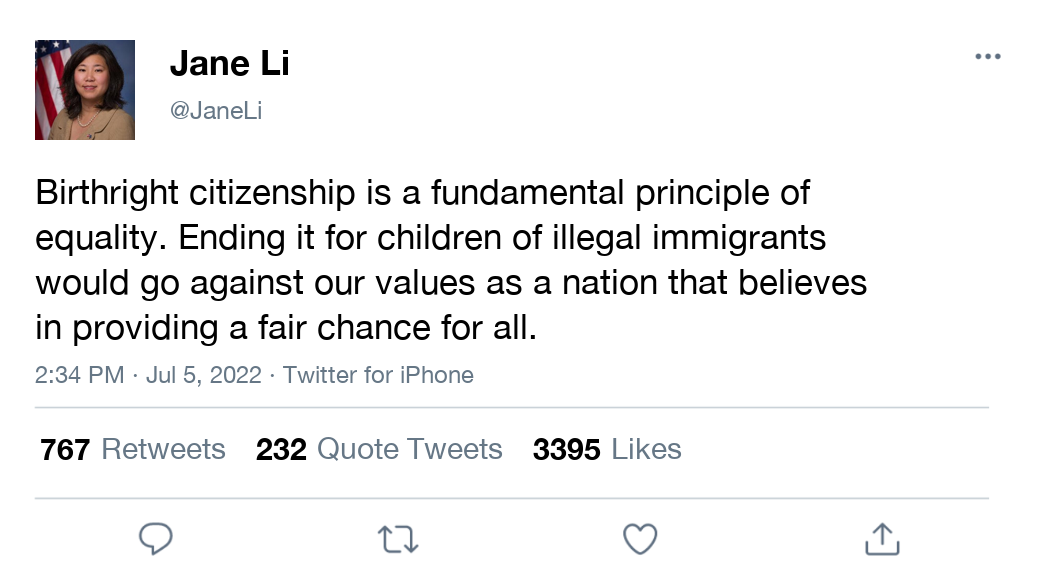 Jane Li
@JaneLi
Birthright citizenship is a fundamental principle of
equality. Ending it for children of illegal immigrants
would go against our values as a nation that believes
in providing a fair chance for all.
2:34 PM · Jul 5, 2022 · Twitter for iPhone
767 Retweets 232 Quote Tweets 3395 Likes